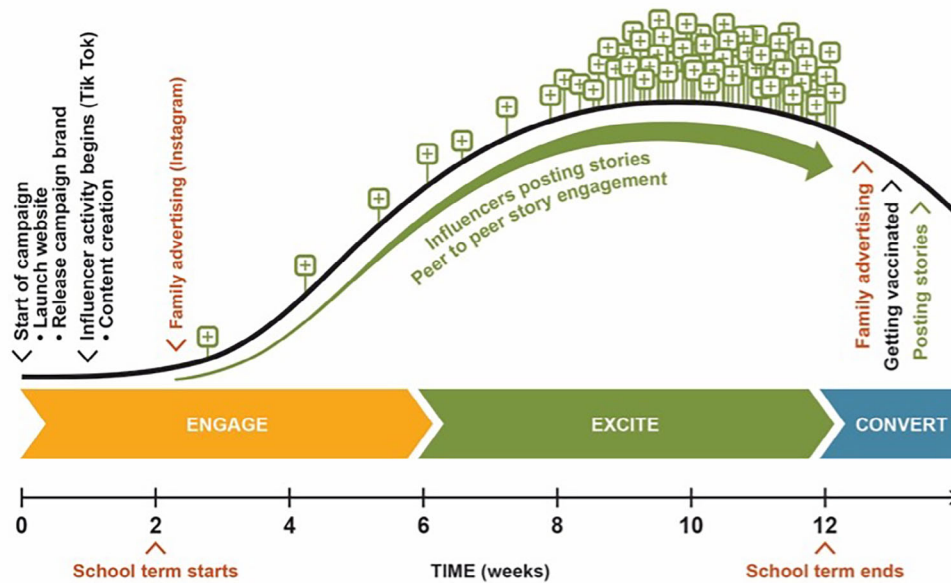 Start of campaign
• Launch website
• Release campaign brand
Influencer activity begins (Tik Tok)
• Content creation
Family advertising (Instagram)
Influencers posting stories
Peer to peer story engagement
Family advertising
Getting vaccinated
Posting stories
ENGAGE
EXCITE
CONVERT
0
2
4
6
8
10
12
School term starts
TIME (weeks)
School term ends